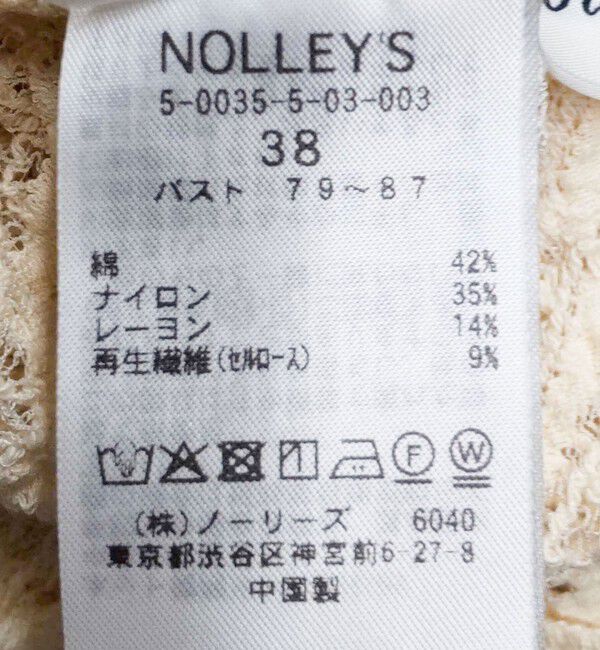 NOLLEY'S
5-0035-5-03-003
38
バスト 79～87
綿 42%
ナイロン 35%
レーヨン 14%
再生繊維(セルロース) 9%
F W
(株)ノーリーズ 6040
東京都渋谷区神宮前6-27-8
中国製